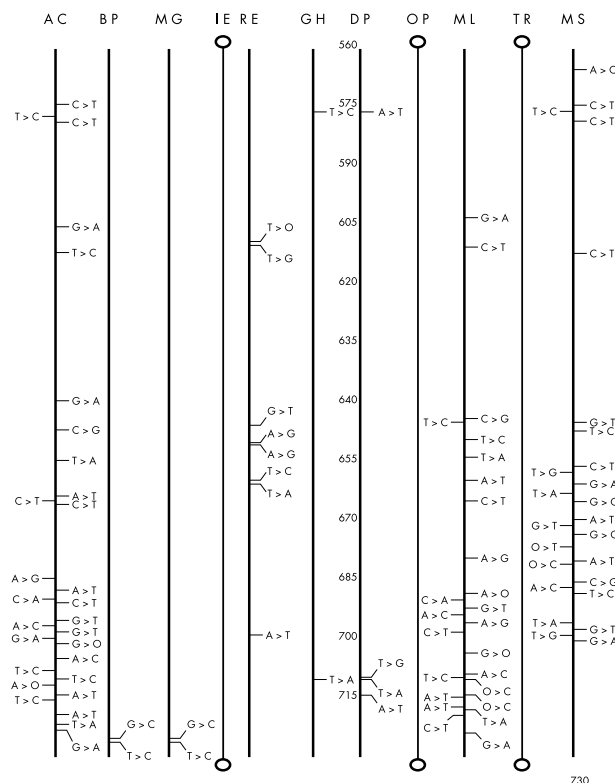 AC BP MG IE RE GH DP OP ML TR MS
C>T
T>C
C>T
G>A
T>C
G>A
C>G
T>A
A>T
C>T
C>T
A>G
A>T
C>A
C>T
G>T
A>C
G>T
G>A
G>O
A>C
T>C
T>C
A>O
A>T
T>C
A>T
T>A
G>A
G>C
T>C
G>C
T>C
T>O
T>G
G>T
A>G
A>G
T>C
T>A
A>T
T>C
T>A
560
575
590
605
620
635
640
655
670
685
700
715
A>T
T>G
T>A
A>T
G>A
C>T
C>G
T>C
T>C
T>A
A>T
C>T
A>G
A>O
C>A
G>T
A>C
A>G
C>T
G>O
A>C
T>C
O>C
A>T
O>C
A>T
T>A
C>T
G>A
C>T
T>C
C>T
C>T
G>T
T>C
C>T
T>G
G>A
T>A
A>T
G>T
O>T
A>T
O>C
A>C
T>C
T>A
G>T
T>G
G>A
730